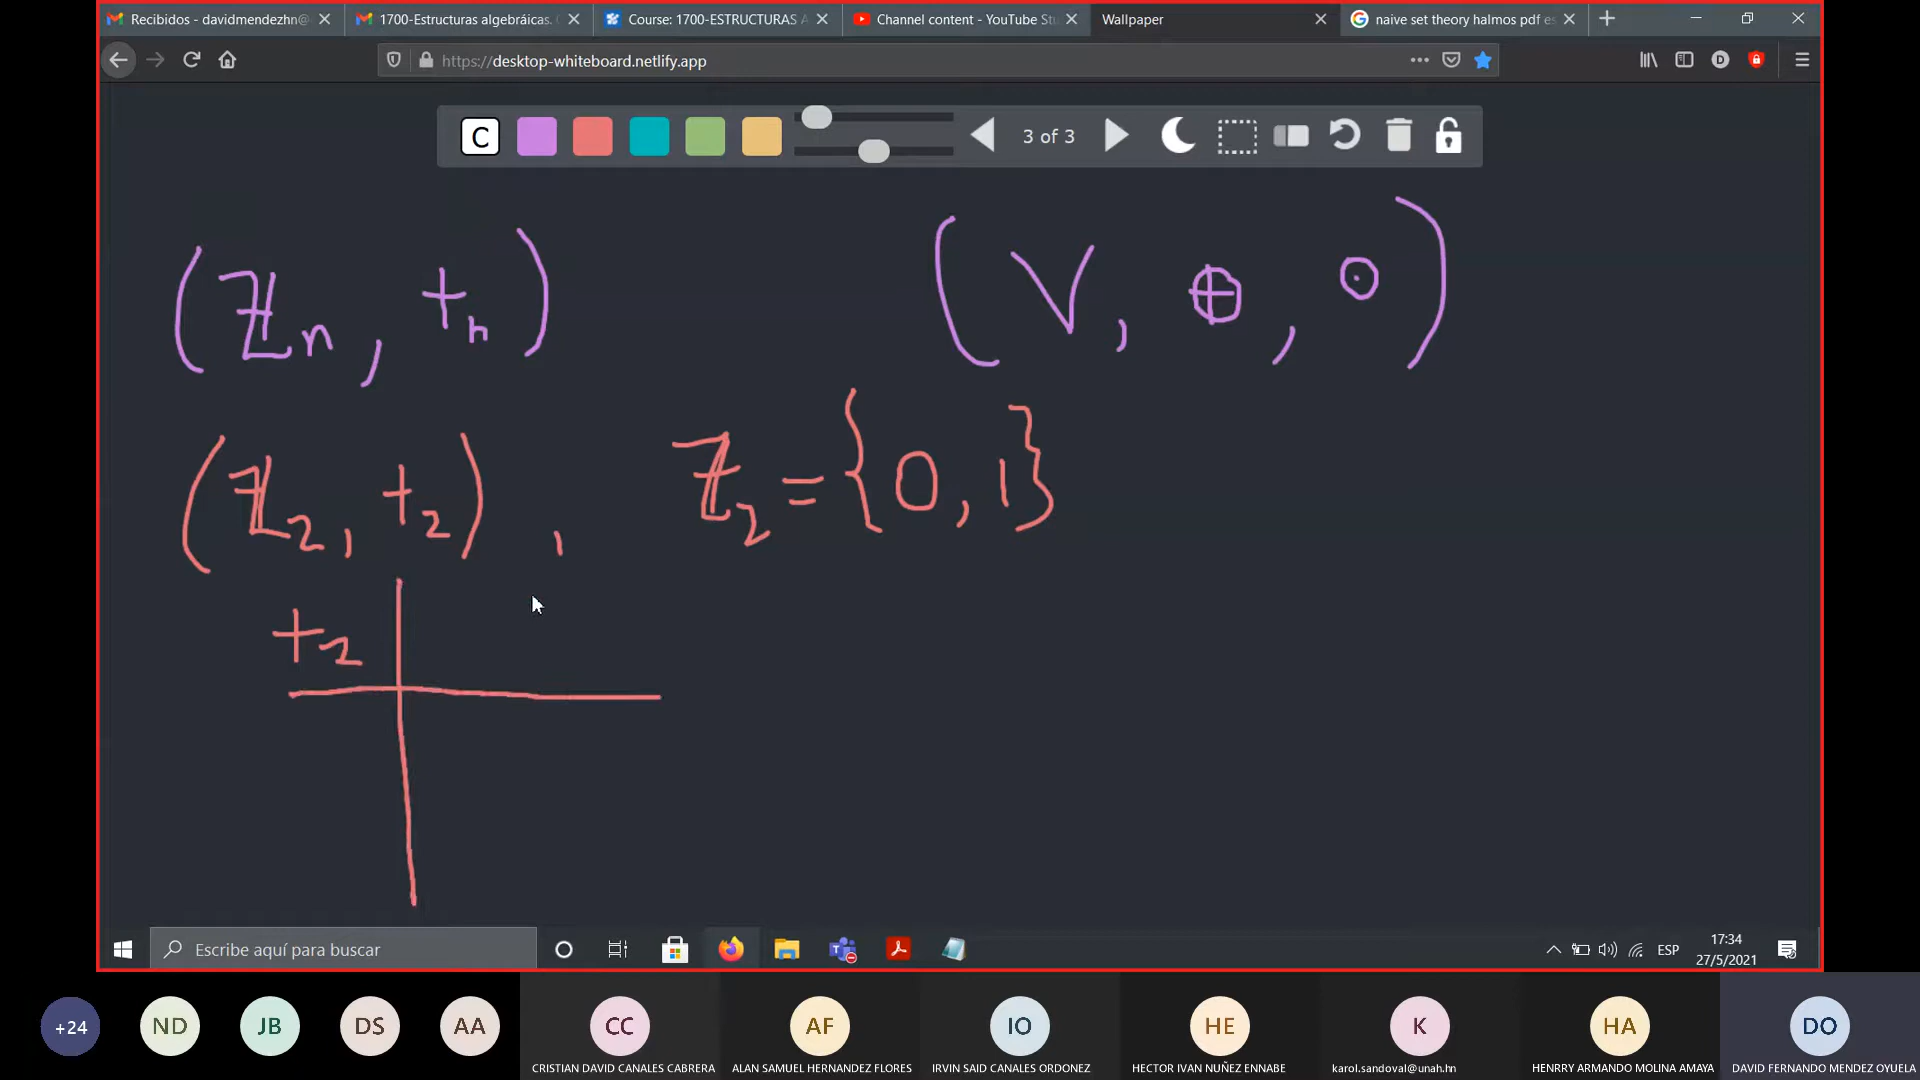 Recibidos - davidmendezhn@
1700-Estructuras algebráicas.
Course: 1700-ESTRUCTURAS A
Channel content - YouTube Stu
Wallpaper
naive set theory halmos pdf es
https://desktop-whiteboard.netlify.app
C
3 of 3
(ℤn, +n)
(V, ⊕, ⊙)
(ℤ2, +2), ℤ2 = {0, 1}
+2
Escribe aquí para buscar
ESP
17:34
27/5/2021
+24
ND
JB
DS
AA
CC
AF
IO
HE
K
HA
DO
CRISTIAN DAVID CANALES CABRERA
ALAN SAMUEL HERNANDEZ FLORES
IRVIN SAID CANALES ORDONEZ
HECTOR IVAN NUÑEZ ENNABE
karol.sandoval@unah.hn
HENRRY ARMANDO MOLINA AMAYA
DAVID FERNANDO MENDEZ OYUELA